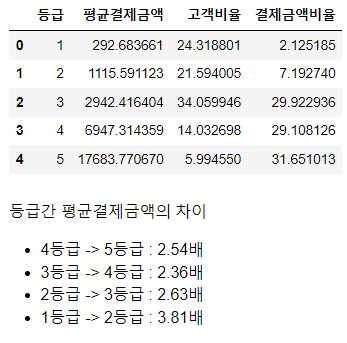 등급 평균결제금액 고객비율 결제금액비율
0 1 292.683661 24.318801 2.125185
1 2 1115.591123 21.594005 7.192740
2 3 2942.416404 34.059946 29.922936
3 4 6947.314359 14.032698 29.108126
4 5 17683.770670 5.994550 31.651013
등급간 평균결제금액의 차이
• 4등급 -> 5등급 : 2.54배
• 3등급 -> 4등급 : 2.36배
• 2등급 -> 3등급 : 2.63배
• 1등급 -> 2등급 : 3.81배